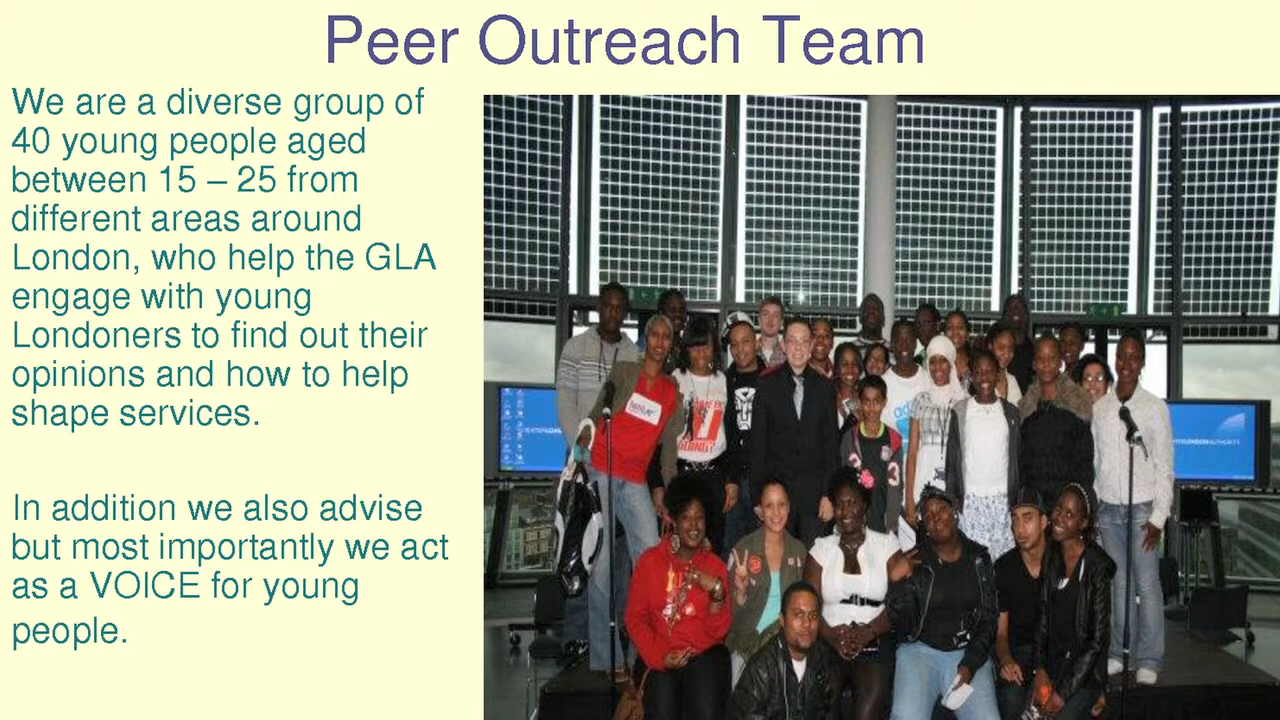 Peer Outreach Team
We are a diverse group of
40 young people aged
between 15 – 25 from
different areas around
London, who help the GLA
engage with young
Londoners to find out their
opinions and how to help
shape services.
In addition we also advise
but most importantly we act
as a VOICE for young
people.